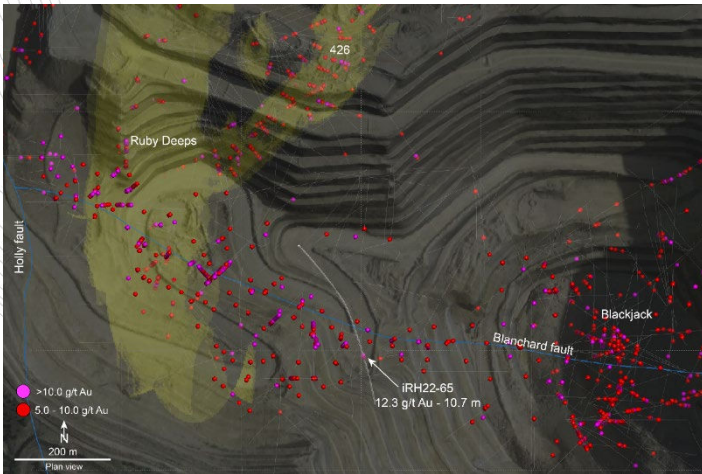 426
Ruby Deeps
Holly fault
Blackjack
Blanchard fault
iRH22-65
12.3 g/t Au - 10.7 m
>10.0 g/t Au
5.0 - 10.0 g/t Au
N
200 m
Plan view